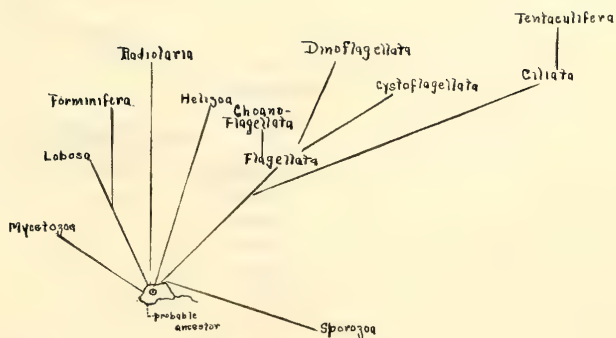 Tentaculifera
Dinoflagellata
Radiolaria
Ciliata
Cystoflagellata
Forminifera
Heliozoa
Choano-
Flagellata
Lobosa
Flagellata
Mycetozoa
probable
ancestor
Sporozoa